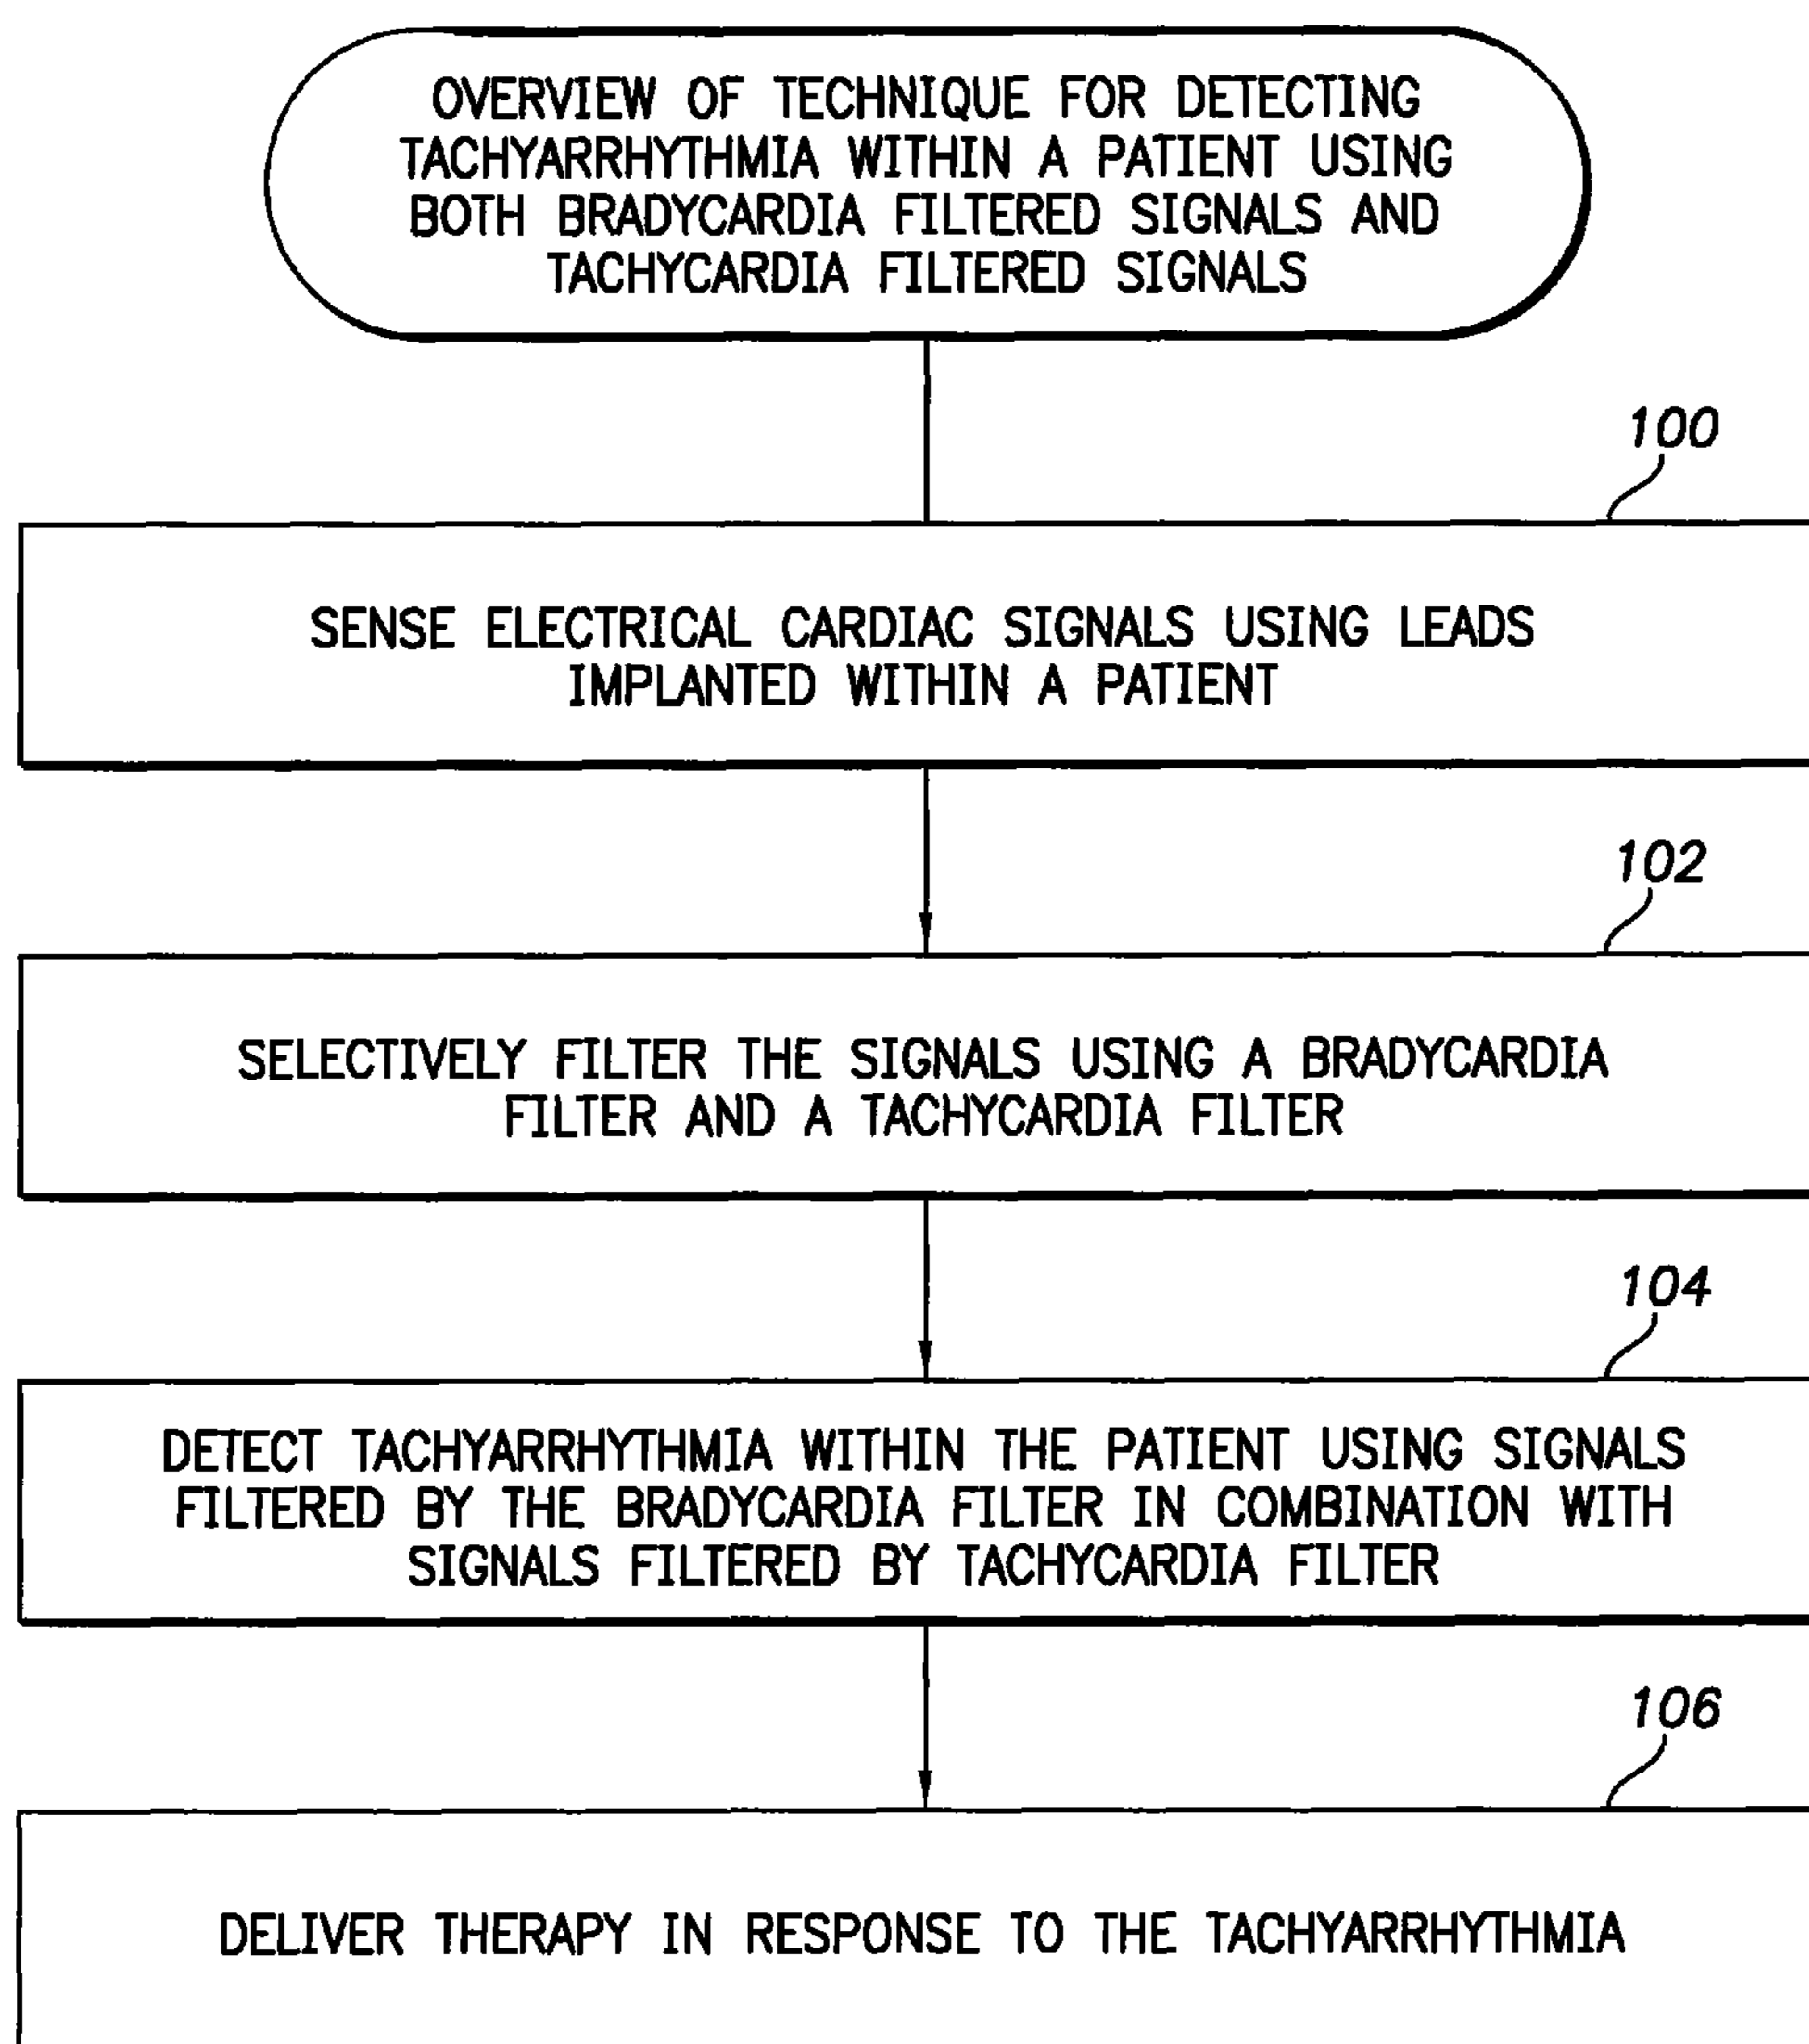 OVERVIEW OF TECHNIQUE FOR DETECTING
TACHYARRHYTHMIA WITHIN A PATIENT USING
BOTH BRADYCARDIA FILTERED SIGNALS AND
TACHYCARDIA FILTERED SIGNALS
100
SENSE ELECTRICAL CARDIAC SIGNALS USING LEADS
IMPLANTED WITHIN A PATIENT
102
SELECTIVELY FILTER THE SIGNALS USING A BRADYCARDIA
FILTER AND A TACHYCARDIA FILTER
104
DETECT TACHYARRHYTHMIA WITHIN THE PATIENT USING SIGNALS
FILTERED BY THE BRADYCARDIA FILTER IN COMBINATION WITH
SIGNALS FILTERED BY TACHYCARDIA FILTER
106
DELIVER THERAPY IN RESPONSE TO THE TACHYARRHYTHMIA